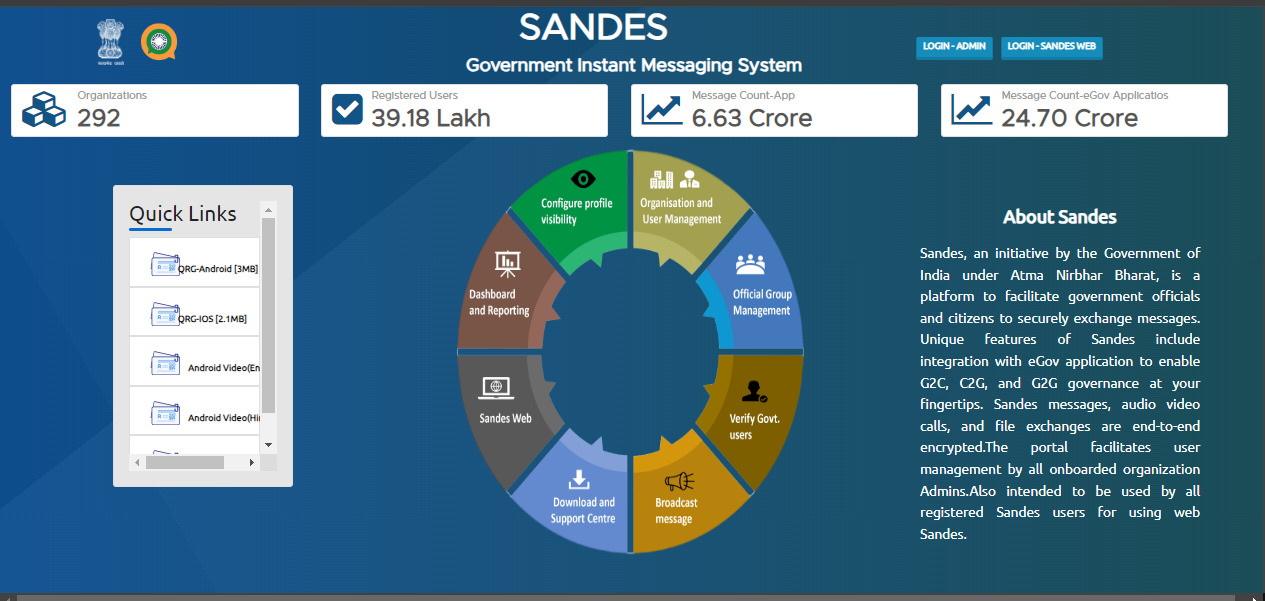 SANDES
Government Instant Messaging System
LOGIN - ADMIN
LOGIN - SANDES WEB
Organizations
292
Registered Users
39.18 Lakh
Message Count-App
6.63 Crore
Message Count-eGov Applicatios
24.70 Crore
Quick Links
QRG-Android [3MB]
QRG-IOS [2.1MB]
Android Video(En
Android Video(Hi
Configure profile
visibility
Organisation and
User Management
Dashboard
and Reporting
Official Group
Management
Sandes Web
Verify Govt.
users
Download and
Support Centre
Broadcast
message
About Sandes
Sandes, an initiative by the Government of
India under Atma Nirbhar Bharat, is a
platform to facilitate government officials
and citizens to securely exchange messages.
Unique features of Sandes include
integration with eGov application to enable
G2C, C2G, and G2G governance at your
fingertips. Sandes messages, audio video
calls, and file exchanges are end-to-end
encrypted.The portal facilitates user
management by all onboarded organization
Admins.Also intended to be used by all
registered Sandes users for using web
Sandes.